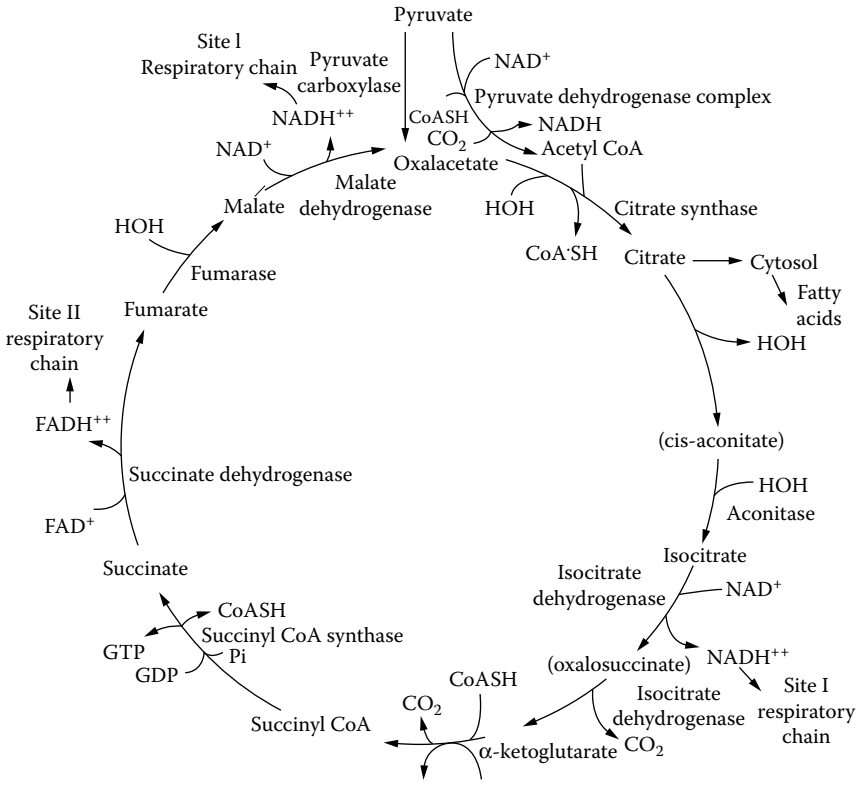 Pyruvate
Site l
Respiratory chain
Pyruvate
carboxylase
NAD⁺
Pyruvate dehydrogenase complex
NADH⁺⁺
CoASH
CO₂
NADH
Acetyl CoA
NAD⁺
Oxalacetate
Malate
dehydrogenase
Malate
HOH
Citrate synthase
CoA·SH
Citrate
Cytosol
Fatty
acids
HOH
HOH
Fumarase
Fumarate
Site II
respiratory
chain
FADH⁺⁺
(cis-aconitate)
Succinate dehydrogenase
HOH
Aconitase
FAD⁺
Isocitrate
Succinate
Isocitrate
dehydrogenase
NAD⁺
CoASH
Succinyl CoA synthase
GTP
Pi
GDP
(oxalosuccinate)
NADH⁺⁺
Site I
respiratory
chain
Isocitrate
dehydrogenase
CoASH
CO₂
Succinyl CoA
α-ketoglutarate
CO₂